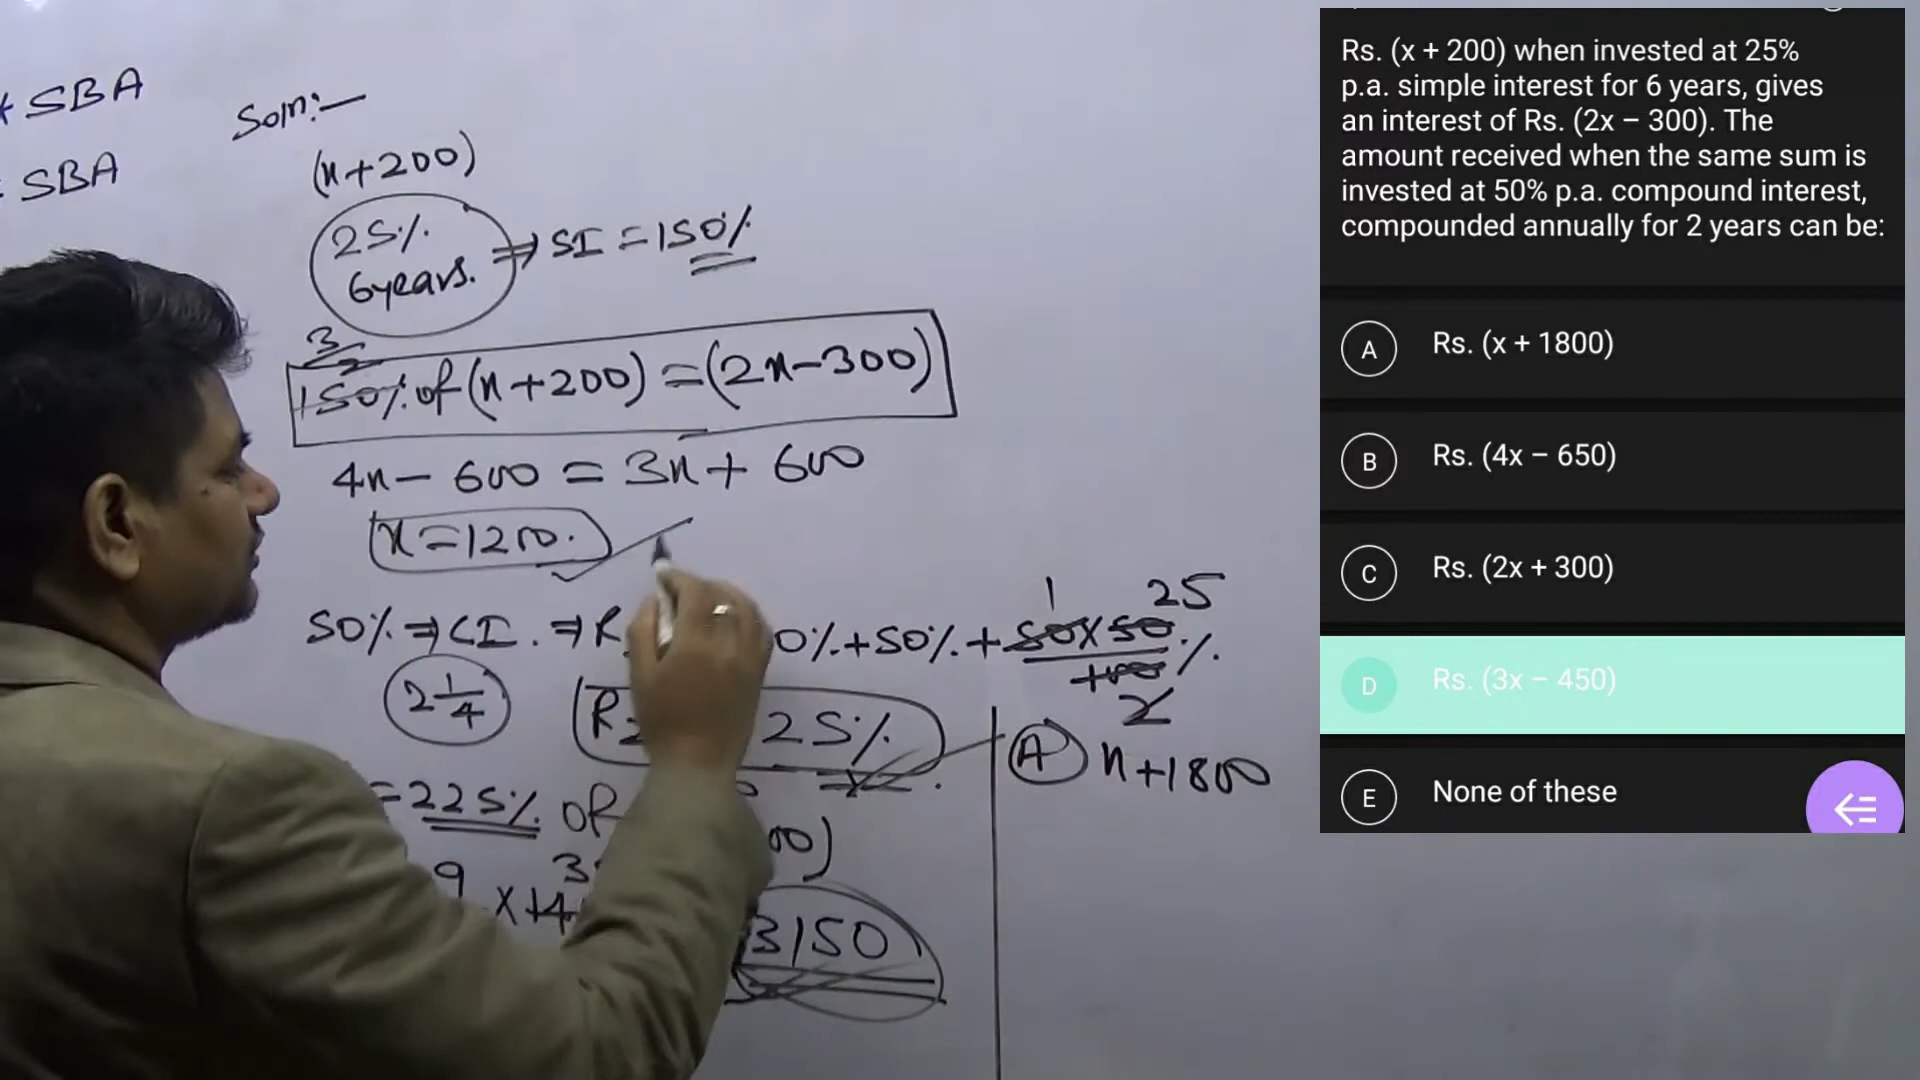 SBA
SBA
Soln:-
(x+200)
25%
6years.
⇒ SI = 150%
3/2
150% of (x+200) = (2x-300)
4x - 600 = 3x + 600
x = 1200.
50% ⇒ CI. ⇒ 0% + 50% + 50 x 50 %.
1 25
100
2
2 1/4
25%
= 225% of 00)
9 x 14
3150
(A) x+1800
Rs. (x + 200) when invested at 25%
p.a. simple interest for 6 years, gives
an interest of Rs. (2x – 300). The
amount received when the same sum is
invested at 50% p.a. compound interest,
compounded annually for 2 years can be:
A Rs. (x + 1800)
B Rs. (4x – 650)
C Rs. (2x + 300)
D Rs. (3x – 450)
E None of these